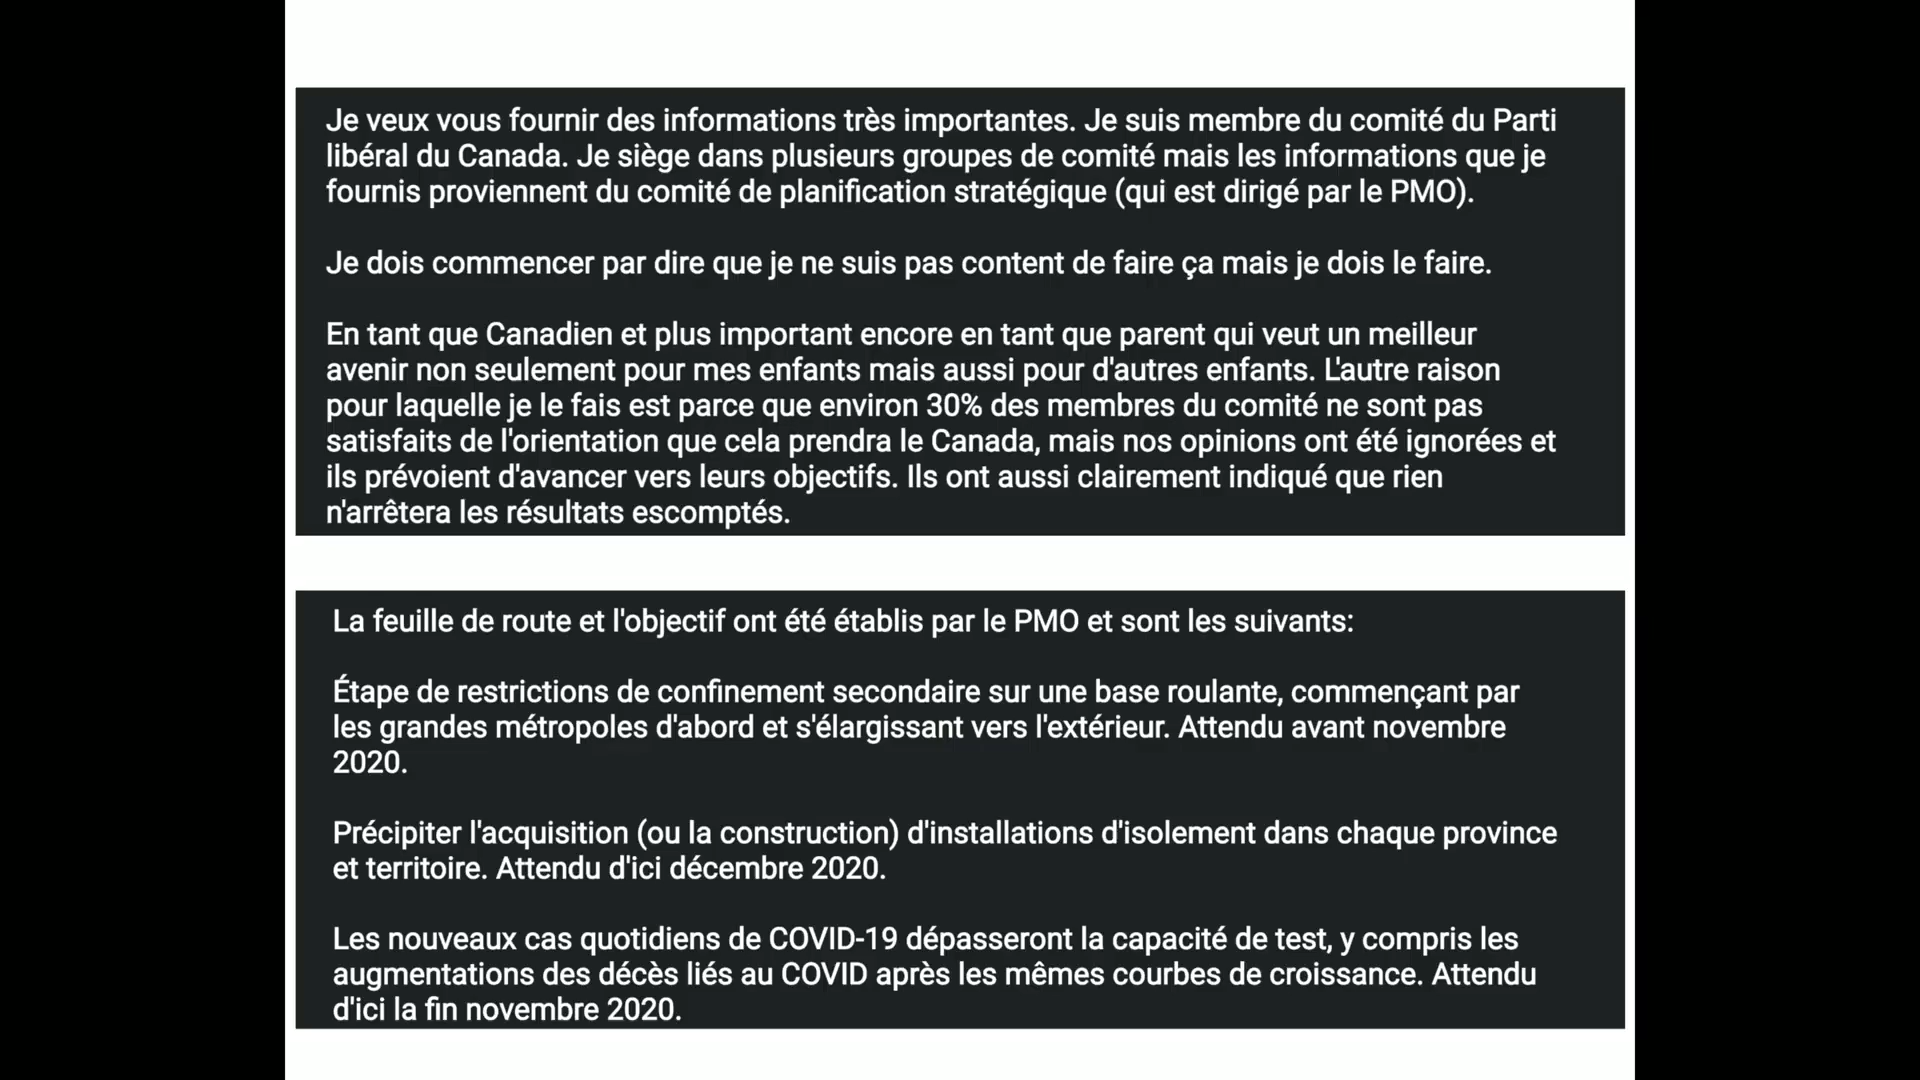 Je veux vous fournir des informations très importantes. Je suis membre du comité du Parti
libéral du Canada. Je siège dans plusieurs groupes de comité mais les informations que je
fournis proviennent du comité de planification stratégique (qui est dirigé par le PMO).
Je dois commencer par dire que je ne suis pas content de faire ça mais je dois le faire.
En tant que Canadien et plus important encore en tant que parent qui veut un meilleur
avenir non seulement pour mes enfants mais aussi pour d'autres enfants. L'autre raison
pour laquelle je le fais est parce que environ 30% des membres du comité ne sont pas
satisfaits de l'orientation que cela prendra le Canada, mais nos opinions ont été ignorées et
ils prévoient d'avancer vers leurs objectifs. Ils ont aussi clairement indiqué que rien
n'arrêtera les résultats escomptés.
La feuille de route et l'objectif ont été établis par le PMO et sont les suivants:
Étape de restrictions de confinement secondaire sur une base roulante, commençant par
les grandes métropoles d'abord et s'élargissant vers l'extérieur. Attendu avant novembre
2020.
Précipiter l'acquisition (ou la construction) d'installations d'isolement dans chaque province
et territoire. Attendu d'ici décembre 2020.
Les nouveaux cas quotidiens de COVID-19 dépasseront la capacité de test, y compris les
augmentations des décès liés au COVID après les mêmes courbes de croissance. Attendu
d'ici la fin novembre 2020.